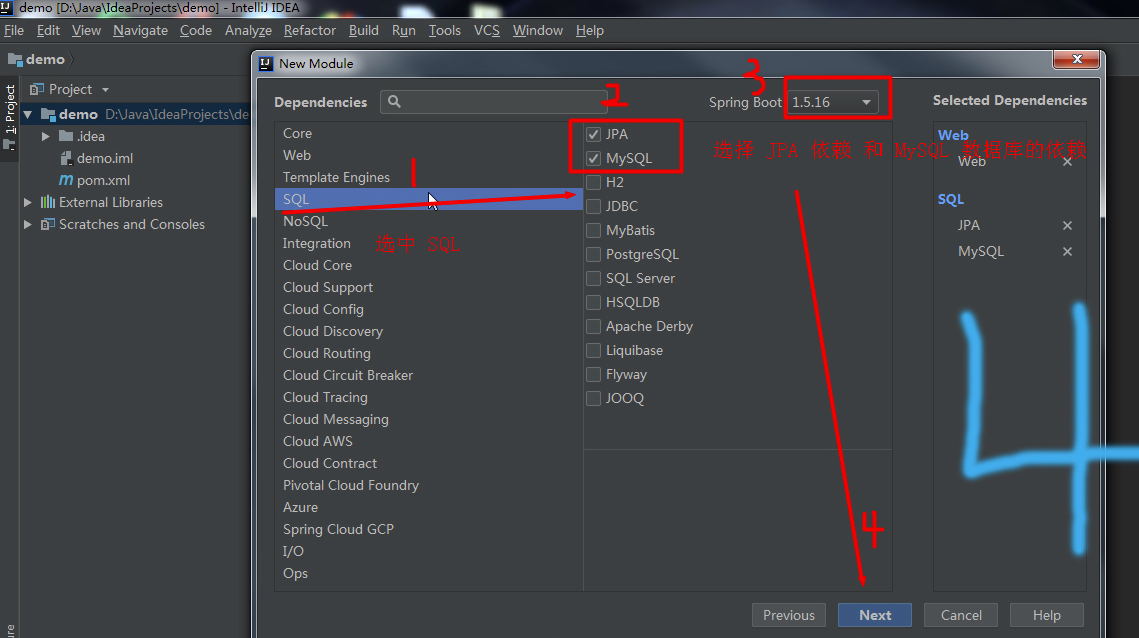 demo [D:\Java\IdeaProjects\demo] - IntelliJ IDEA
File Edit View Navigate Code Analyze Refactor Build Run Tools VCS Window Help
demo
New Module
1: Project
Project
demo D:\Java\IdeaProjects\de
.idea
demo.iml
pom.xml
External Libraries
Scratches and Consoles
Dependencies
2
3
Spring Boot 1.5.16
Selected Dependencies
Core
Web
Template Engines
SQL
NoSQL
Integration
Cloud Core
Cloud Support
Cloud Config
Cloud Discovery
Cloud Routing
Cloud Circuit Breaker
Cloud Tracing
Cloud Messaging
Cloud AWS
Cloud Contract
Pivotal Cloud Foundry
Azure
Spring Cloud GCP
I/O
Ops
1
选中 SQL
JPA
MySQL
H2
JDBC
MyBatis
PostgreSQL
SQL Server
HSQLDB
Apache Derby
Liquibase
Flyway
JOOQ
选择 JPA 依赖 和 MySQL 数据库的依赖
Web
Web
SQL
JPA
MySQL
4
4
Previous Next Cancel Help